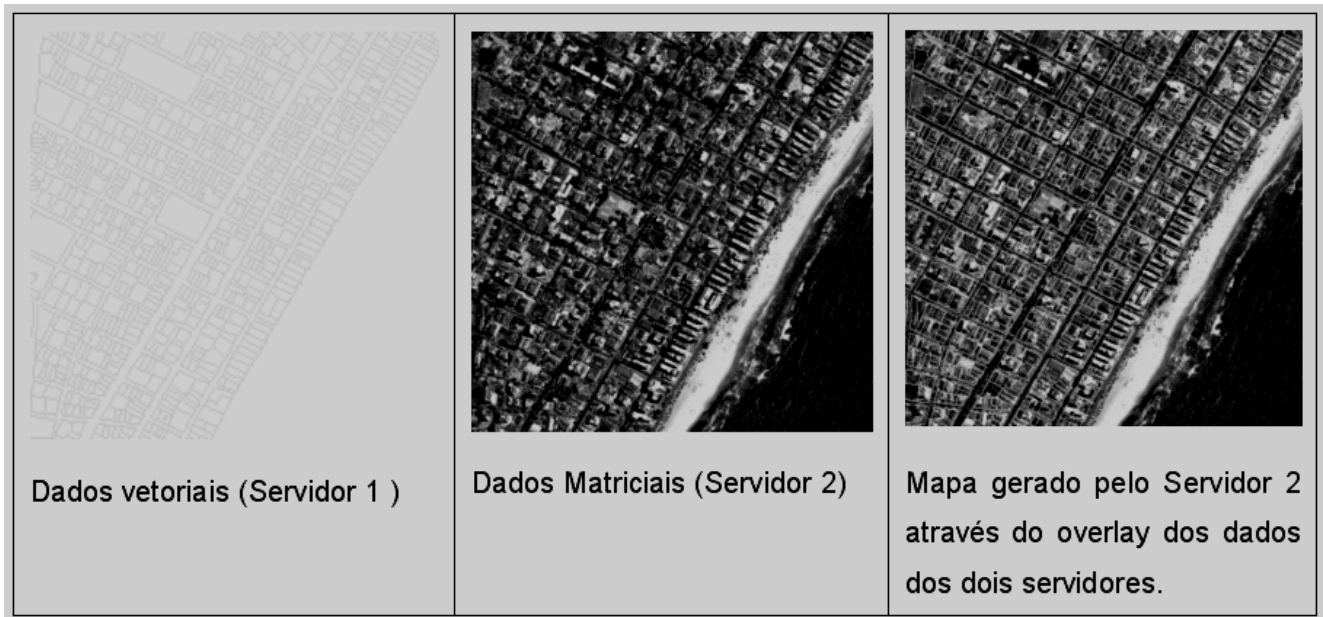 Dados vetoriais (Servidor 1 )
Dados Matriciais (Servidor 2)
Mapa gerado pelo Servidor 2
através do overlay dos dados
dos dois servidores.